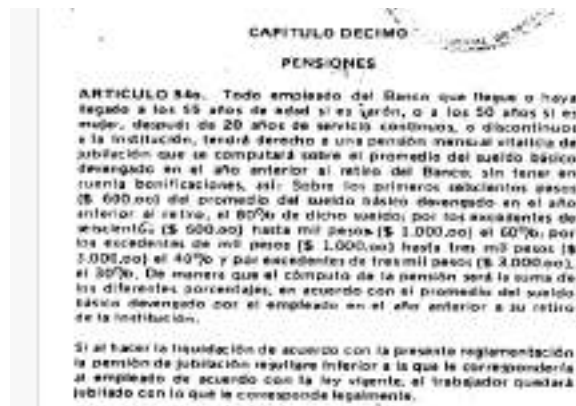 CAPITULO DECIMO
PENSIONES
ARTICULO 94o. Todo empleado del Banco que llegue o haya
llegado a los 55 años de edad si es varón, o a los 50 años si es
mujer, después de 20 años de servicio continuos, o discontinuos
a la Institución, tendrá derecho a una pensión mensual vitalicia de
jubilación que se computará sobre el promedio del sueldo básico
devengado en el año anterior al retiro del Banco, sin tener en
cuenta bonificaciones, así: Sobre los primeros seiscientos pesos
($ 600.oo) del promedio del sueldo básico devengado en el año
anterior al retiro, el 80% de dicho sueldo; por los excedentes de
seiscientos ($ 600.oo) hasta mil pesos ($ 1.000.oo) el 60%; por
los excedentes de mil pesos ($ 1.000.oo) hasta tres mil pesos ($
3.000.oo) el 40% y por excedentes de tres mil pesos ($ 3.000.oo),
el 30%. De manera que el cómputo de la pensión será la suma de
los diferentes porcentajes, en acuerdo con el promedio del sueldo
básico devengado por el empleado en el año anterior a su retiro
de la Institución.
Si al hacer la liquidación de acuerdo con la presente reglamentación
la pensión de jubilación resultare inferior a la que le correspondería
al empleado de acuerdo con la ley vigente, el trabajador quedará
jubilado con lo que le corresponde legalmente.